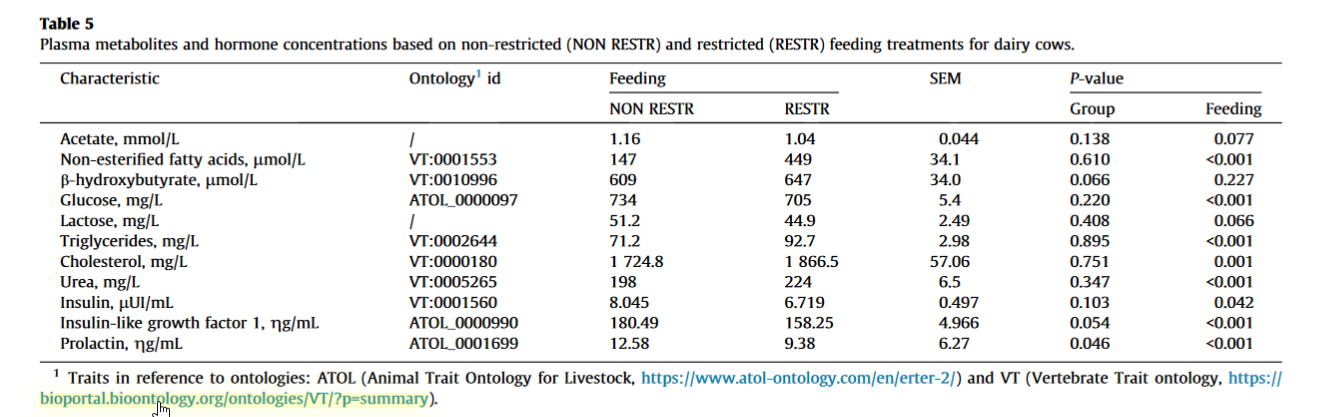 Table 5
Plasma metabolites and hormone concentrations based on non-restricted (NON RESTR) and restricted (RESTR) feeding treatments for dairy cows.
Characteristic Ontology¹ id Feeding SEM P-value
NON RESTR RESTR Group Feeding
Acetate, mmol/L / 1.16 1.04 0.044 0.138 0.077
Non-esterified fatty acids, μmol/L VT:0001553 147 449 34.1 0.610 <0.001
β-hydroxybutyrate, μmol/L VT:0010996 609 647 34.0 0.066 0.227
Glucose, mg/L ATOL_0000097 734 705 5.4 0.220 <0.001
Lactose, mg/L / 51.2 44.9 2.49 0.408 0.066
Triglycerides, mg/L VT:0002644 71.2 92.7 2.98 0.895 <0.001
Cholesterol, mg/L VT:0000180 1 724.8 1 866.5 57.06 0.751 0.001
Urea, mg/L VT:0005265 198 224 6.5 0.347 <0.001
Insulin, μUI/mL VT:0001560 8.045 6.719 0.497 0.103 0.042
Insulin-like growth factor 1, ηg/mL ATOL_0000990 180.49 158.25 4.966 0.054 <0.001
Prolactin, ηg/mL ATOL_0001699 12.58 9.38 6.27 0.046 <0.001
¹ Traits in reference to ontologies: ATOL (Animal Trait Ontology for Livestock, https://www.atol-ontology.com/en/erter-2/) and VT (Vertebrate Trait ontology, https://
bioportal.bioontology.org/ontologies/VT/?p=summary).